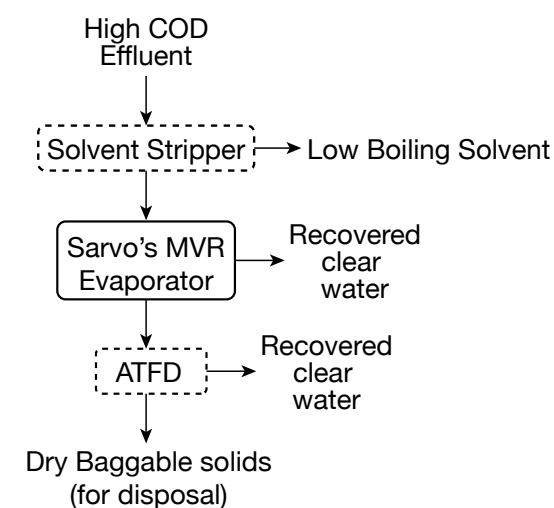 High COD
Effluent
Solvent Stripper
Low Boiling Solvent
Sarvo's MVR
Evaporator
Recovered
clear
water
ATFD
Recovered
clear
water
Dry Baggable solids
(for disposal)